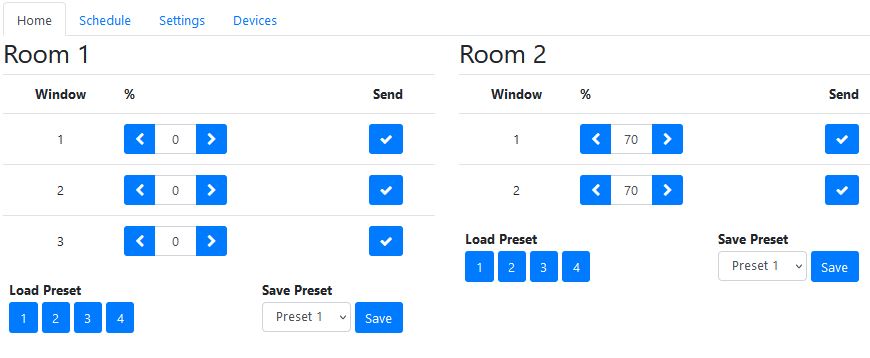 Home Schedule Settings Devices
Room 1
Window % Send
1 0
2 0
3 0
Load Preset Save Preset
1 2 3 4 Preset 1 Save
Room 2
Window % Send
1 70
2 70
Load Preset Save Preset
1 2 3 4 Preset 1 Save